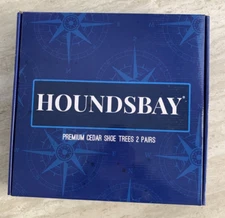 HOUNDSBAY®
PREMIUM CEDAR SHOE TREES 2 PAIRS